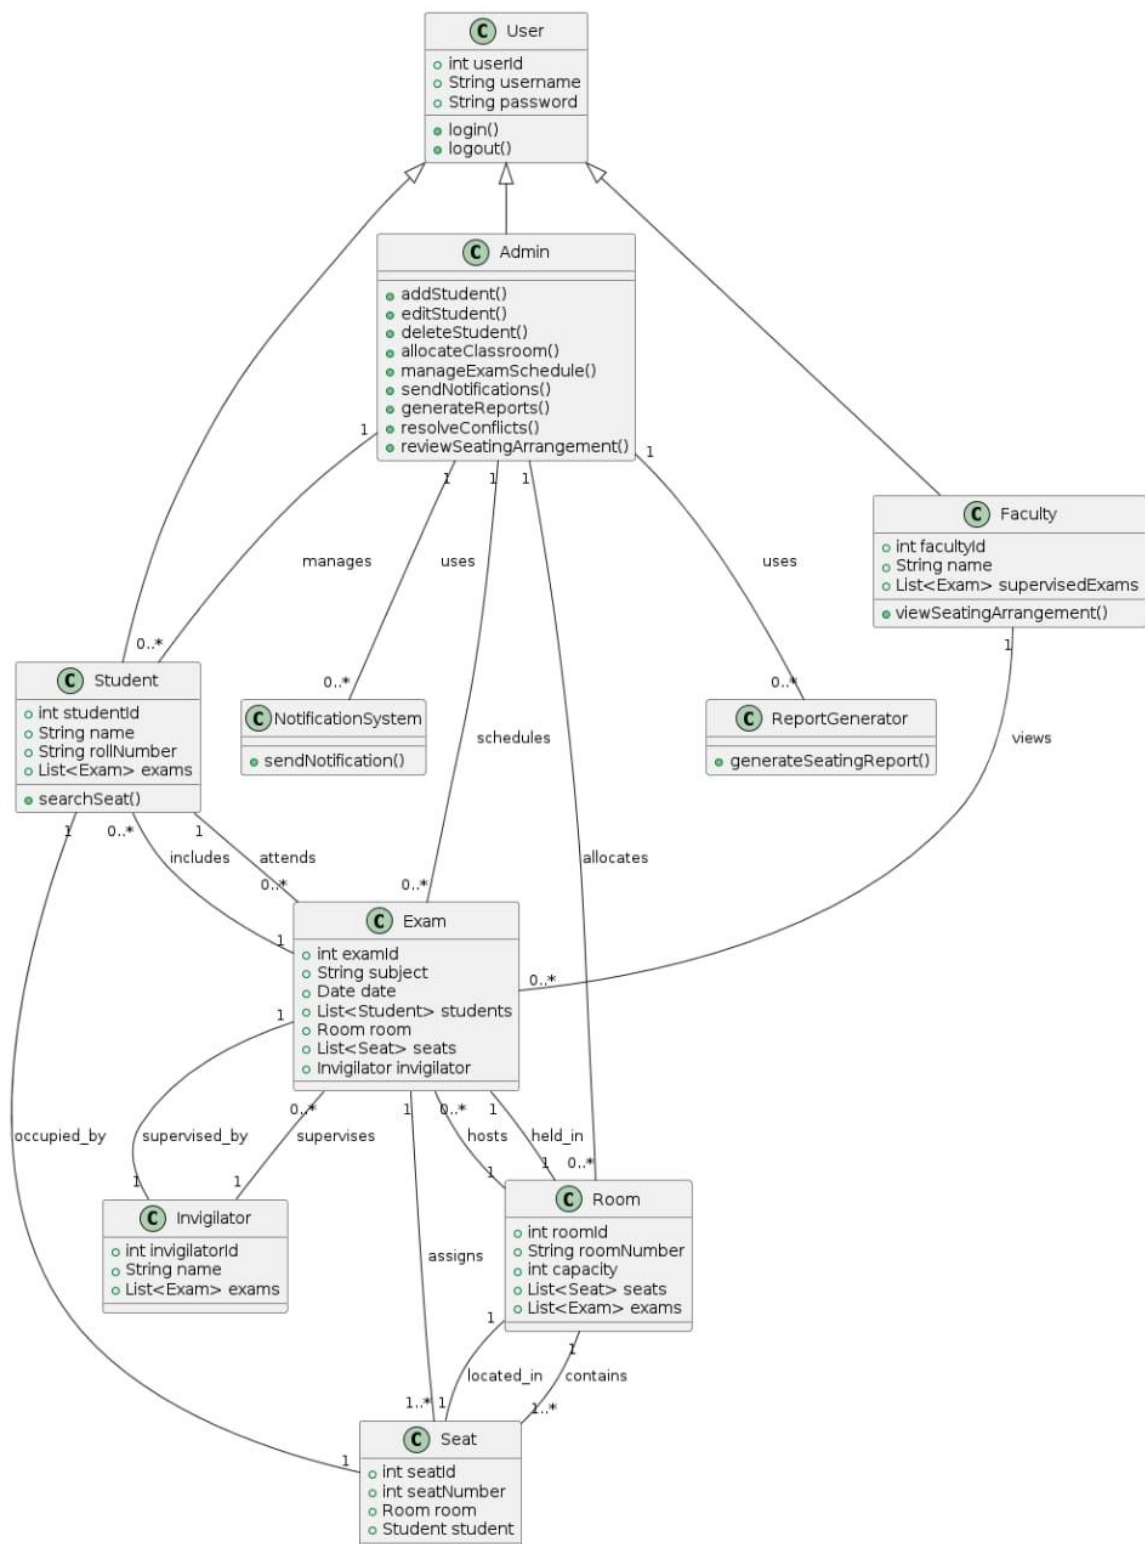 C User
int userId
String username
String password
login()
logout()
C Admin
addStudent()
editStudent()
deleteStudent()
allocateClassroom()
manageExamSchedule()
sendNotifications()
generateReports()
resolveConflicts()
reviewSeatingArrangement()
1
1
1
1
1
C Faculty
int facultyId
String name
List<Exam> supervisedExams
viewSeatingArrangement()
1
manages
uses
uses
0..*
C Student
int studentId
String name
String rollNumber
List<Exam> exams
searchSeat()
0..*
C NotificationSystem
sendNotification()
schedules
0..*
C ReportGenerator
generateSeatingReport()
views
1
0..*
1
includes
attends
allocates
0..*
0..*
C Exam
int examId
String subject
Date date
List<Student> students
Room room
List<Seat> seats
Invigilator invigilator
1
0..*
1
0..*
1
0..*
1
occupied_by
supervised_by
supervises
hosts
held_in
1
1
1
1
0..*
C Invigilator
int invigilatorId
String name
List<Exam> exams
assigns
C Room
int roomId
String roomNumber
int capacity
List<Seat> seats
List<Exam> exams
1
1
located_in
contains
1..*
1
1..*
1
C Seat
int seatId
int seatNumber
Room room
Student student